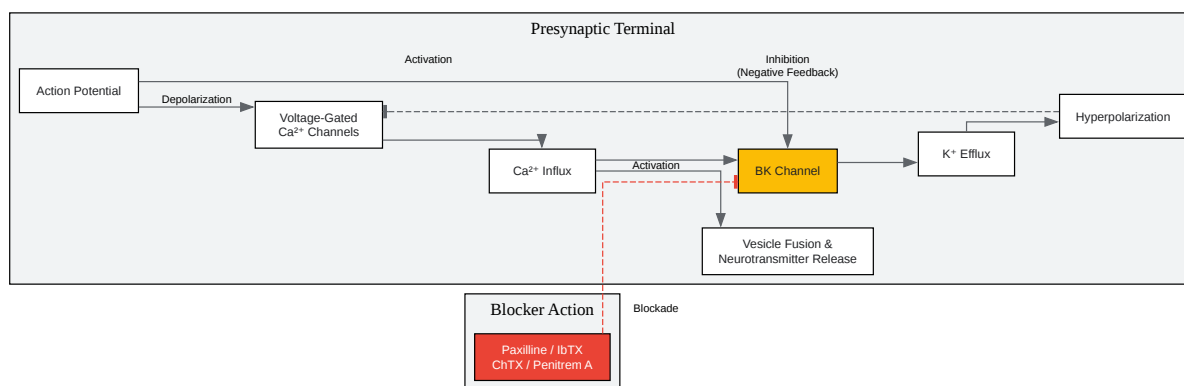 Presynaptic Terminal
Activation
Inhibition
(Negative Feedback)
Action Potential
Depolarization
Voltage-Gated
Ca²⁺ Channels
Hyperpolarization
K⁺ Efflux
Ca²⁺ Influx
Activation
BK Channel
Vesicle Fusion &
Neurotransmitter Release
Blocker Action
Blockade
Paxilline / IbTX
ChTX / Penitrem A